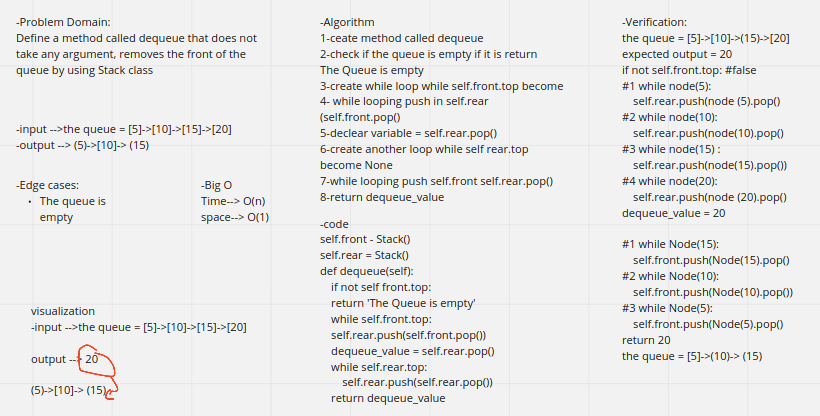 -Problem Domain:
Define a method called dequeue that does not
take any argument, removes the front of the
queue by using Stack class
-input -->the queue = [5]->[10]->[15]->[20]
-output --> (5)->[10]-> (15)
-Edge cases:
• The queue is
empty
-Big O
Time--> O(n)
space--> O(1)
visualization
-input -->the queue = [5]->[10]->[15]->[20]
output --> 20
(5)->[10]-> (15)
-Algorithm
1-ceate method called dequeue
2-check if the queue is empty if it is return
The Queue is empty
3-create while loop while self.front.top become
4- while looping push in self.rear
(self.front.pop()
5-declear variable = self.rear.pop()
6-create another loop while self rear.top
become None
7-while looping push self.front self.rear.pop()
8-return dequeue_value
-code
self.front - Stack()
self.rear = Stack()
def dequeue(self):
if not self front.top:
return 'The Queue is empty'
while self.front.top:
self.rear.push(self.front.pop())
dequeue_value = self.rear.pop()
while self.rear.top:
self.rear.push(self.rear.pop())
return dequeue_value
-Verification:
the queue = [5]->[10]->(15)->[20]
expected output = 20
if not self.front.top: #false
#1 while node(5):
self.rear.push(node (5).pop()
#2 while node(10):
self.rear.push(node(10).pop()
#3 while node(15) :
self.rear.push(node(15).pop())
#4 while node(20):
self.rear.push(node (20).pop()
dequeue_value = 20
#1 while Node(15):
self.front.push(Node(15).pop()
#2 while Node(10):
self.front.push(Node(10).pop())
#3 while Node(5):
self.front.push(Node(5).pop()
return 20
the queue = [5]->(10)-> (15)